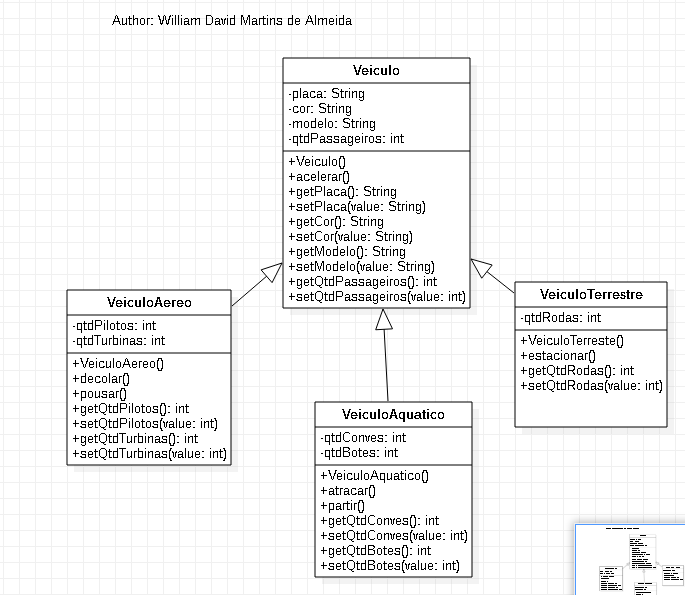 Author: William David Martins de Almeida
Veiculo
-placa: String
-cor: String
-modelo: String
-qtdPassageiros: int
+Veiculo()
+acelerar()
+getPlaca(): String
+setPlaca(value: String)
+getCor(): String
+setCor(value: String)
+getModelo(): String
+setModelo(value: String)
+getQtdPassageiros(): int
+setQtdPassageiros(value: int)
VeiculoAereo
-qtdPilotos: int
-qtdTurbinas: int
+VeiculoAereo()
+decolar()
+pousar()
+getQtdPilotos(): int
+setQtdPilotos(value: int)
+getQtdTurbinas(): int
+setQtdTurbinas(value: int)
VeiculoAquatico
-qtdConves: int
-qtdBotes: int
+VeiculoAquatico()
+atracar()
+partir()
+getQtdConves(): int
+setQtdConves(value: int)
+getQtdBotes(): int
+setQtdBotes(value: int)
VeiculoTerrestre
-qtdRodas: int
+VeiculoTerreste()
+estacionar()
+getQtdRodas(): int
+setQtdRodas(value: int)